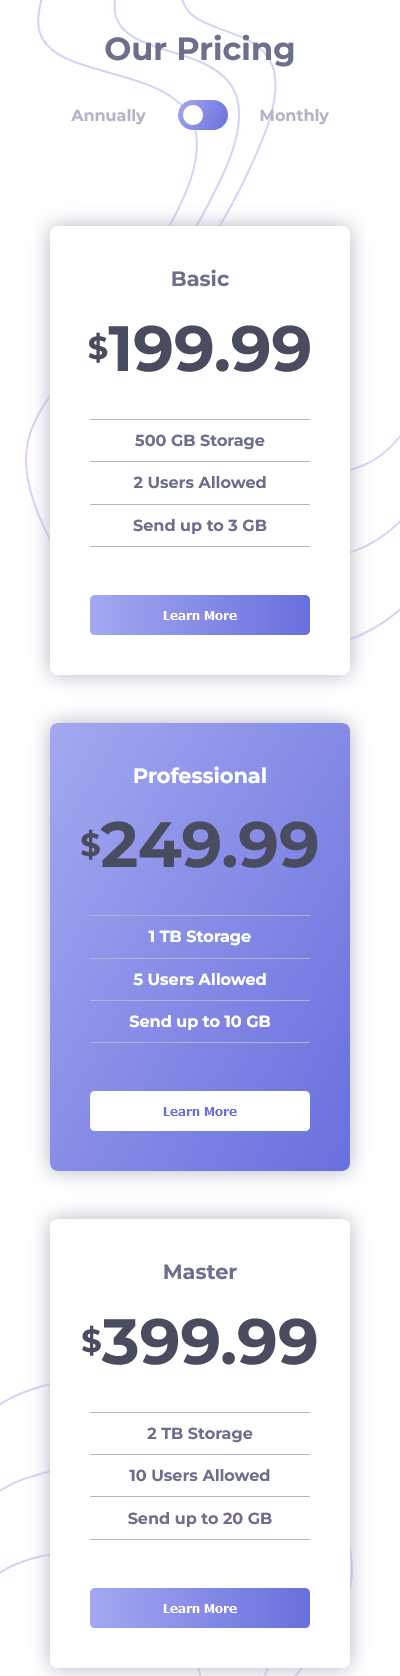 Our Pricing
Annually Monthly
Basic
$199.99
500 GB Storage
2 Users Allowed
Send up to 3 GB
Learn More
Professional
$249.99
1 TB Storage
5 Users Allowed
Send up to 10 GB
Learn More
Master
$399.99
2 TB Storage
10 Users Allowed
Send up to 20 GB
Learn More